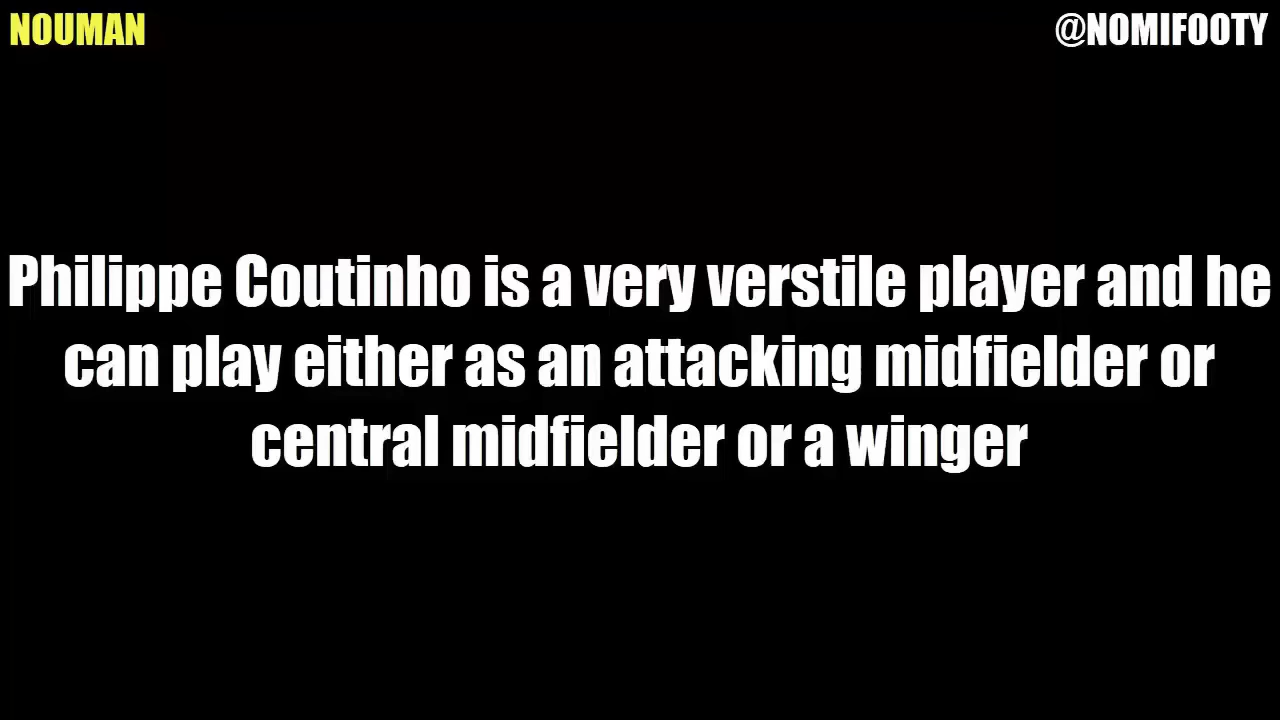 NOUMAN
@NOMIFOOTY
Philippe Coutinho is a very verstile player and he
can play either as an attacking midfielder or
central midfielder or a winger